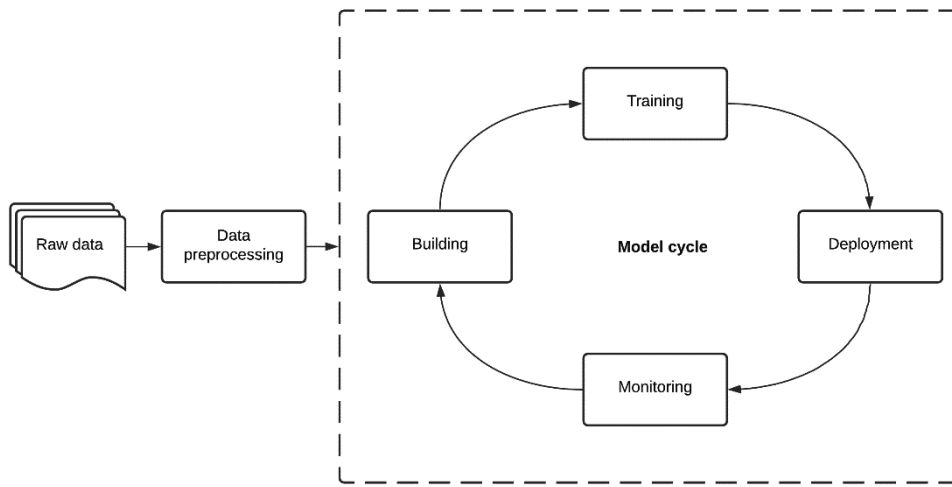 Training
Raw data
Data
preprocessing
Building
Model cycle
Deployment
Monitoring